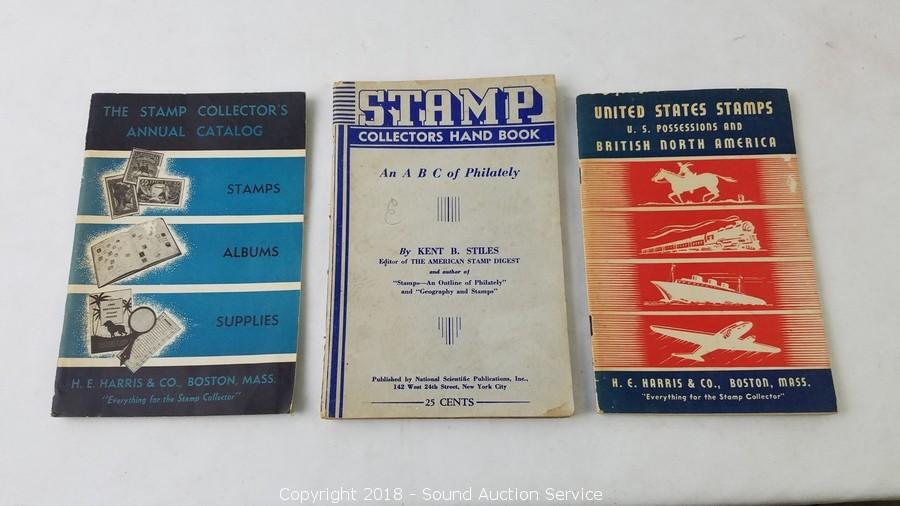 THE STAMP COLLECTOR'S
ANNUAL CATALOG
STAMPS
ALBUMS
SUPPLIES
H. E. HARRIS & CO., BOSTON, MASS.
"Everything for the Stamp Collector"
STAMP
COLLECTORS HAND BOOK
An A B C of Philately
By KENT B. STILES
Editor of THE AMERICAN STAMP DIGEST
and author of
"Stamps—An Outline of Philately"
and "Geography and Stamps"
Published by National Scientific Publications, Inc.,
142 West 24th Street, New York City
25 CENTS
UNITED STATES STAMPS
U. S. POSSESSIONS AND
BRITISH NORTH AMERICA
H. E. HARRIS & CO., BOSTON, MASS.
"Everything for the Stamp Collector"
Copyright 2018 - Sound Auction Service